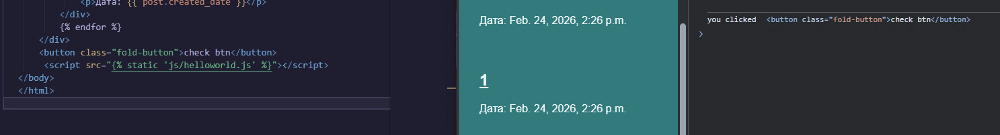 <p>Дата: {{ post.created_date }}</p>
</div>
{% endfor %}
</div>
<button class="fold-button">check btn</button>
<script src="{% static 'js/helloworld.js' %}"></script>
</body>
</html>
Дата: Feb. 24, 2026, 2:26 p.m.
1
Дата: Feb. 24, 2026, 2:26 p.m.
you clicked <button class="fold-button">check btn</button>